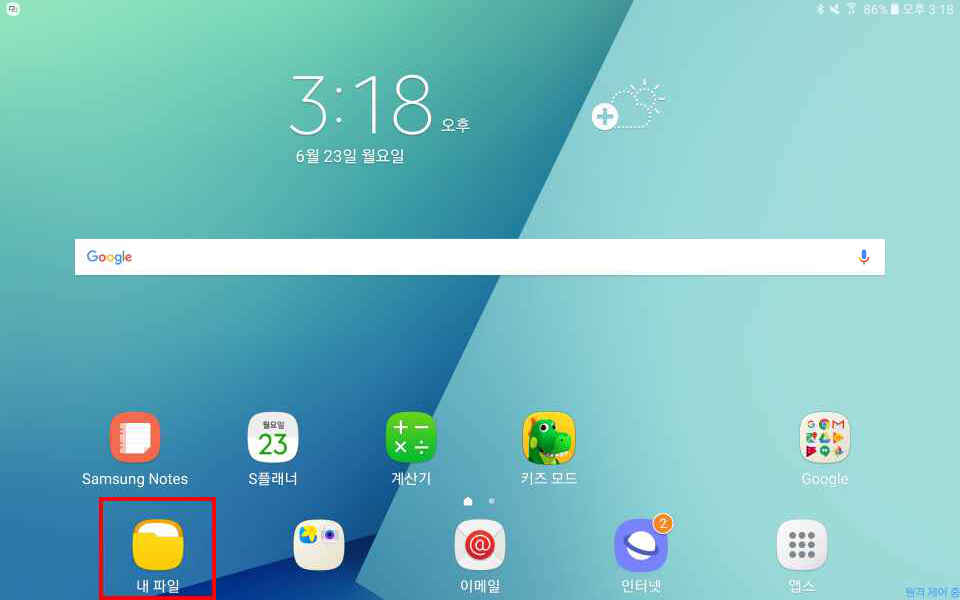 86% 오후 3:18
3:18 오후
6월 23일 월요일
Google
월요일
23
Samsung Notes
S플래너
계산기
키즈 모드
Google
2
내 파일
이메일
인터넷
앱스
원격 제어 중